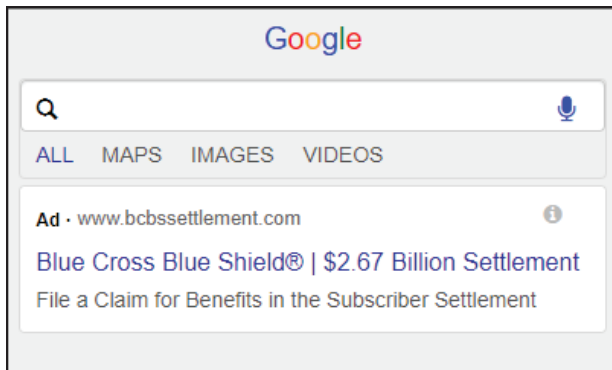 Google
ALL MAPS IMAGES VIDEOS
Ad · www.bcbssettlement.com
Blue Cross Blue Shield® | $2.67 Billion Settlement
File a Claim for Benefits in the Subscriber Settlement